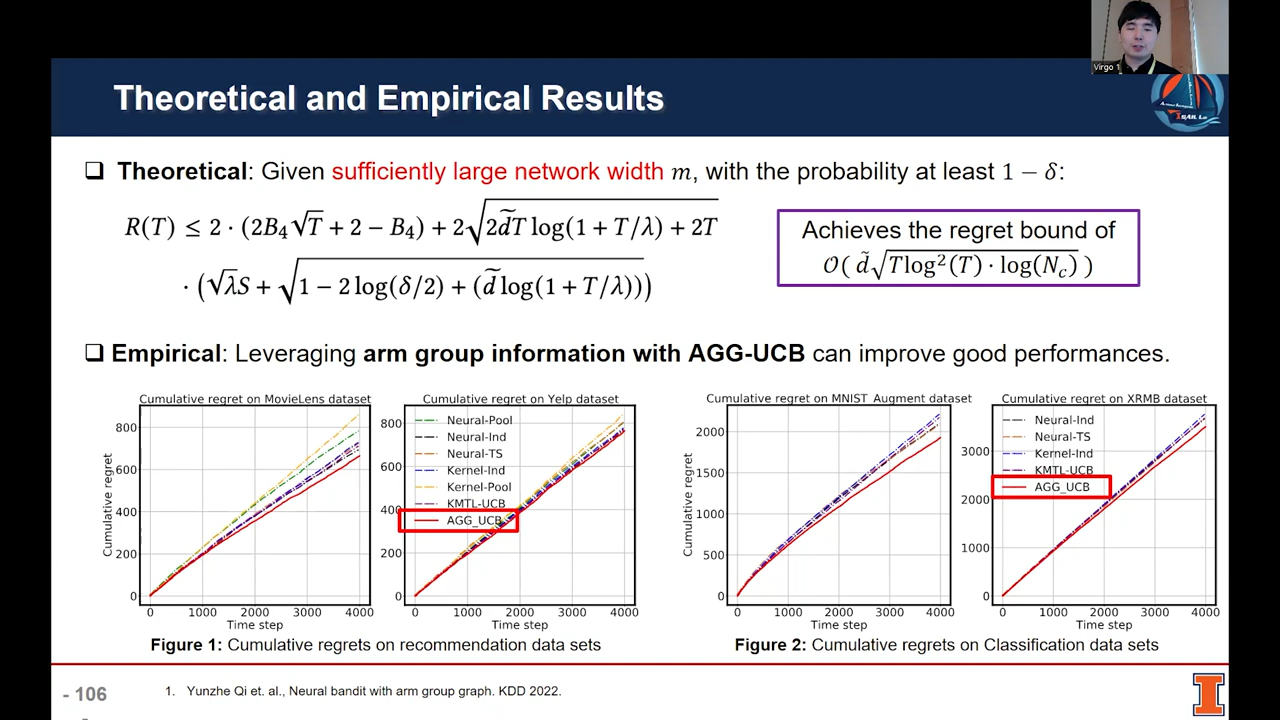 Virgo 1
Theoretical and Empirical Results
❑ Theoretical: Given sufficiently large network width m, with the probability at least 1 − δ:
R(T) ≤ 2 · (2B₄√T + 2 − B₄) + 2√(2d̃T log(1 + T/λ) + 2T)
· (√λS + √(1 − 2 log(δ/2) + (d̃ log(1 + T/λ))))
Achieves the regret bound of
𝒪( d̃√(Tlog²(T) · log(N_c)) )
❑ Empirical: Leveraging arm group information with AGG-UCB can improve good performances.
Cumulative regret on MovieLens dataset
Cumulative regret
800
600
400
200
0
0 1000 2000 3000 4000
Time step
Cumulative regret on Yelp dataset
800
600
400
200
0
Neural-Pool
Neural-Ind
Neural-TS
Kernel-Ind
Kernel-Pool
KMTL-UCB
AGG_UCB
0 1000 2000 3000 4000
Time step
Figure 1: Cumulative regrets on recommendation data sets
Cumulative regret on MNIST Augment dataset
Cumulative regret
2000
1500
1000
500
0
0 1000 2000 3000 4000
Time step
Cumulative regret on XRMB dataset
3000
2000
1000
0
Neural-Ind
Neural-TS
Kernel-Ind
KMTL-UCB
AGG_UCB
0 1000 2000 3000 4000
Time step
Figure 2: Cumulative regrets on Classification data sets
- 106
-
1. Yunzhe Qi et. al., Neural bandit with arm group graph. KDD 2022.